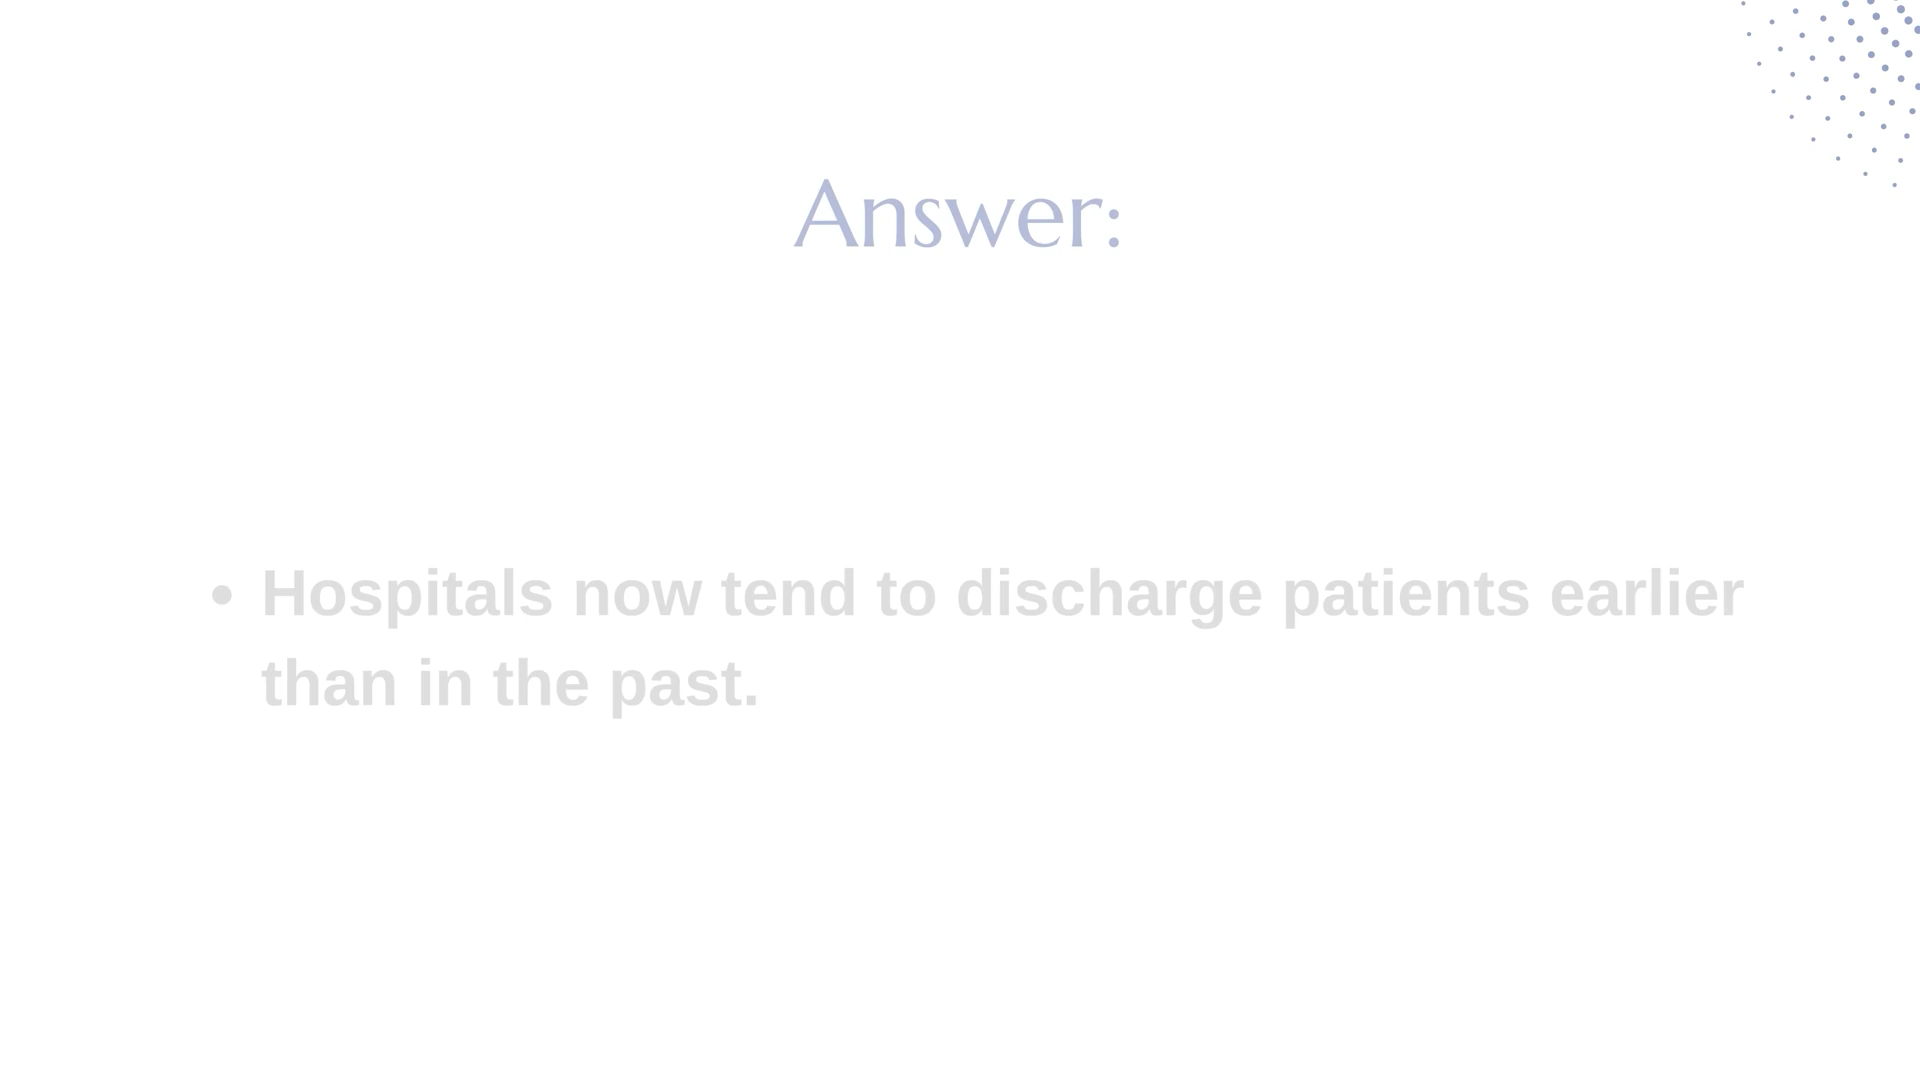 Answer:
• Hospitals now tend to discharge patients earlier
than in the past.